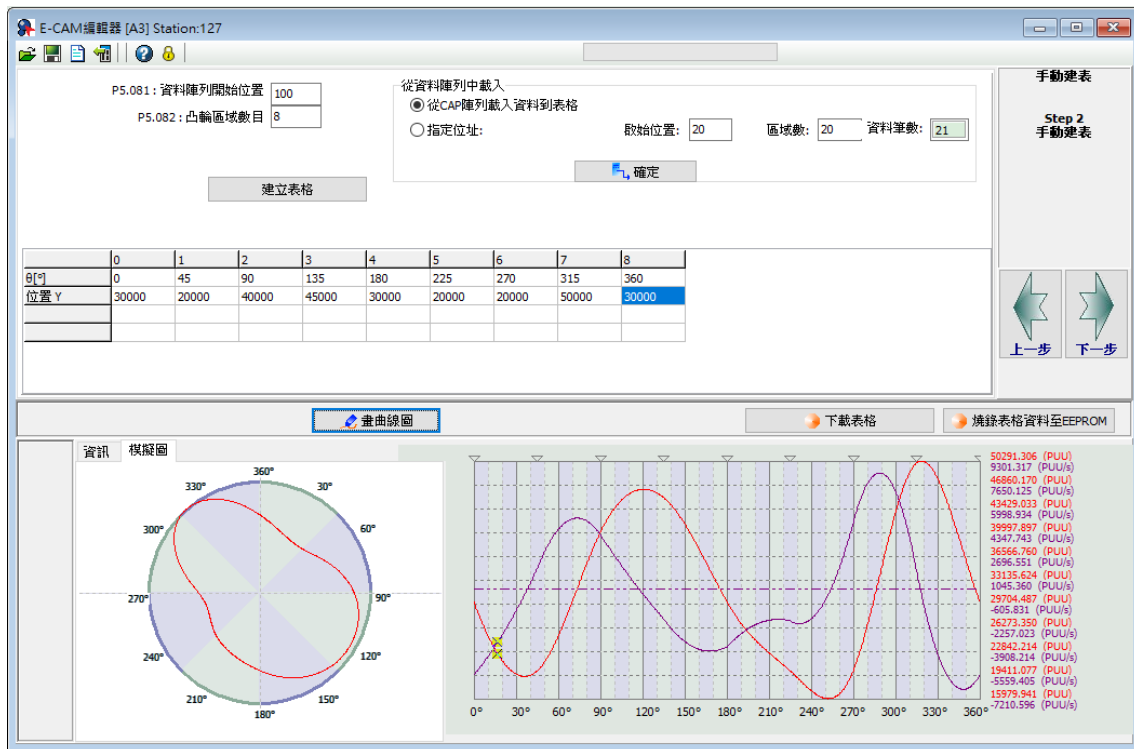 E-CAM編輯器 [A3] Station:127
P5.081 : 資料陣列開始位置 100
P5.082 : 凸輪區域數目 8
建立表格
從資料陣列中載入
從CAP陣列載入資料到表格
指定位址: 啟始位置: 20 區域數: 20 資料筆數: 21
確定
手動建表
Step 2
手動建表
0 1 2 3 4 5 6 7 8
θ[°] 0 45 90 135 180 225 270 315 360
位置 Y 30000 20000 40000 45000 30000 20000 20000 50000 30000
上一步 下一步
畫曲線圖 下載表格 燒錄表格資料至EEPROM
資訊 模擬圖
360°
330° 30°
300° 60°
270° 90°
240° 120°
210° 150°
180°
50291.306 (PUU)
9301.317 (PUU/s)
46860.170 (PUU)
7650.125 (PUU/s)
43429.033 (PUU)
5998.934 (PUU/s)
39997.897 (PUU)
4347.743 (PUU/s)
36566.760 (PUU)
2696.551 (PUU/s)
33135.624 (PUU)
1045.360 (PUU/s)
29704.487 (PUU)
-605.831 (PUU/s)
26273.350 (PUU)
-2257.023 (PUU/s)
22842.214 (PUU)
-3908.214 (PUU/s)
19411.077 (PUU)
-5559.405 (PUU/s)
15979.941 (PUU)
-7210.596 (PUU/s)
0° 30° 60° 90° 120° 150° 180° 210° 240° 270° 300° 330° 360°